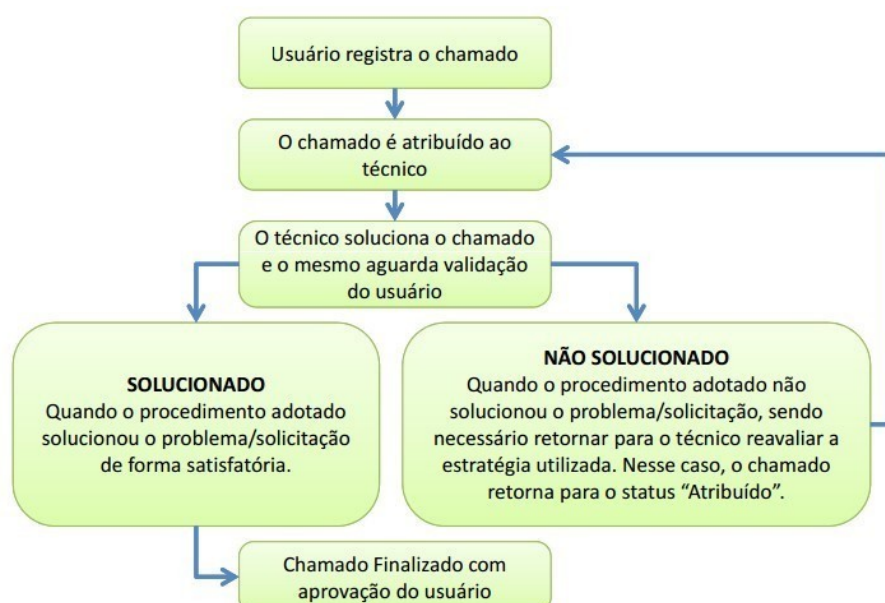 Usuário registra o chamado
O chamado é atribuído ao
técnico
O técnico soluciona o chamado
e o mesmo aguarda validação
do usuário
SOLUCIONADO
Quando o procedimento adotado
solucionou o problema/solicitação
de forma satisfatória.
NÃO SOLUCIONADO
Quando o procedimento adotado não
solucionou o problema/solicitação, sendo
necessário retornar para o técnico reavaliar a
estratégia utilizada. Nesse caso, o chamado
retorna para o status “Atribuído”.
Chamado Finalizado com
aprovação do usuário